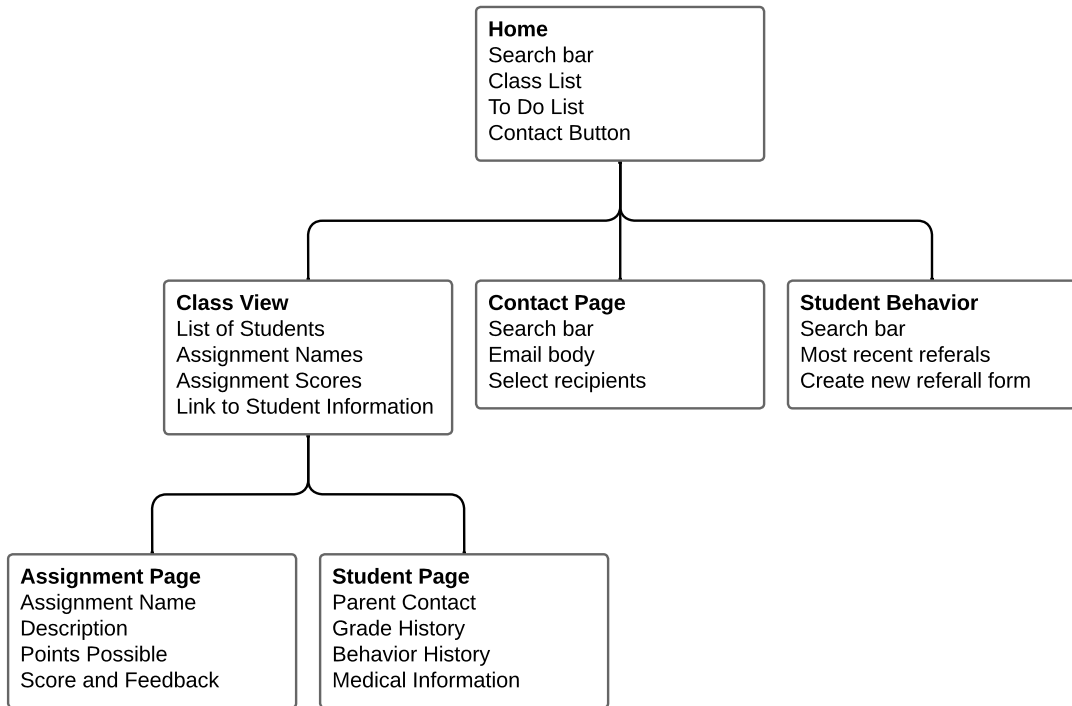 Home
Search bar
Class List
To Do List
Contact Button
Class View
List of Students
Assignment Names
Assignment Scores
Link to Student Information
Contact Page
Search bar
Email body
Select recipients
Student Behavior
Search bar
Most recent referals
Create new referall form
Assignment Page
Assignment Name
Description
Points Possible
Score and Feedback
Student Page
Parent Contact
Grade History
Behavior History
Medical Information